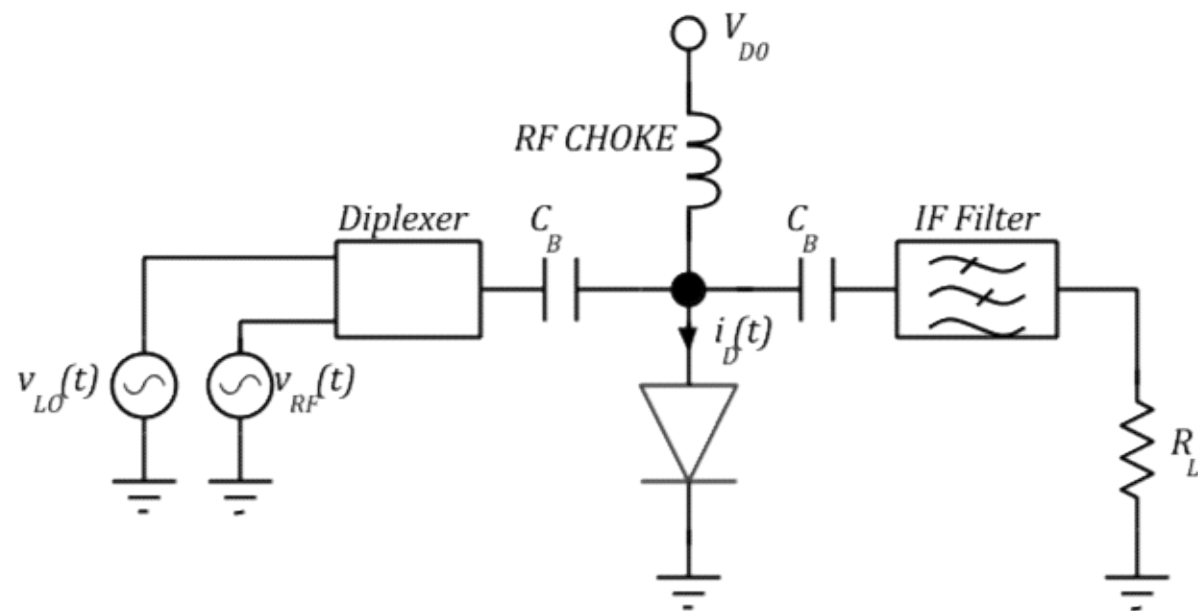 V_D0
RF CHOKE
Diplexer
C_B
C_B
IF Filter
i_D(t)
v_LO(t)
v_RF(t)
R_L